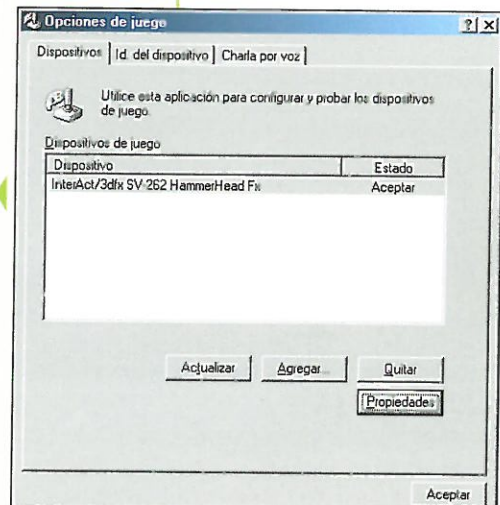 Opciones de juego
Dispositivos Id. del dispositivo Charla por voz
Utilice esta aplicación para configurar y probar los dispositivos
de juego.
Dispositivos de juego
Dispositivo Estado
InterAct/3dfx SV-262 HammerHead Fx Aceptar
Actualizar Agregar... Quitar
Propiedades
Aceptar